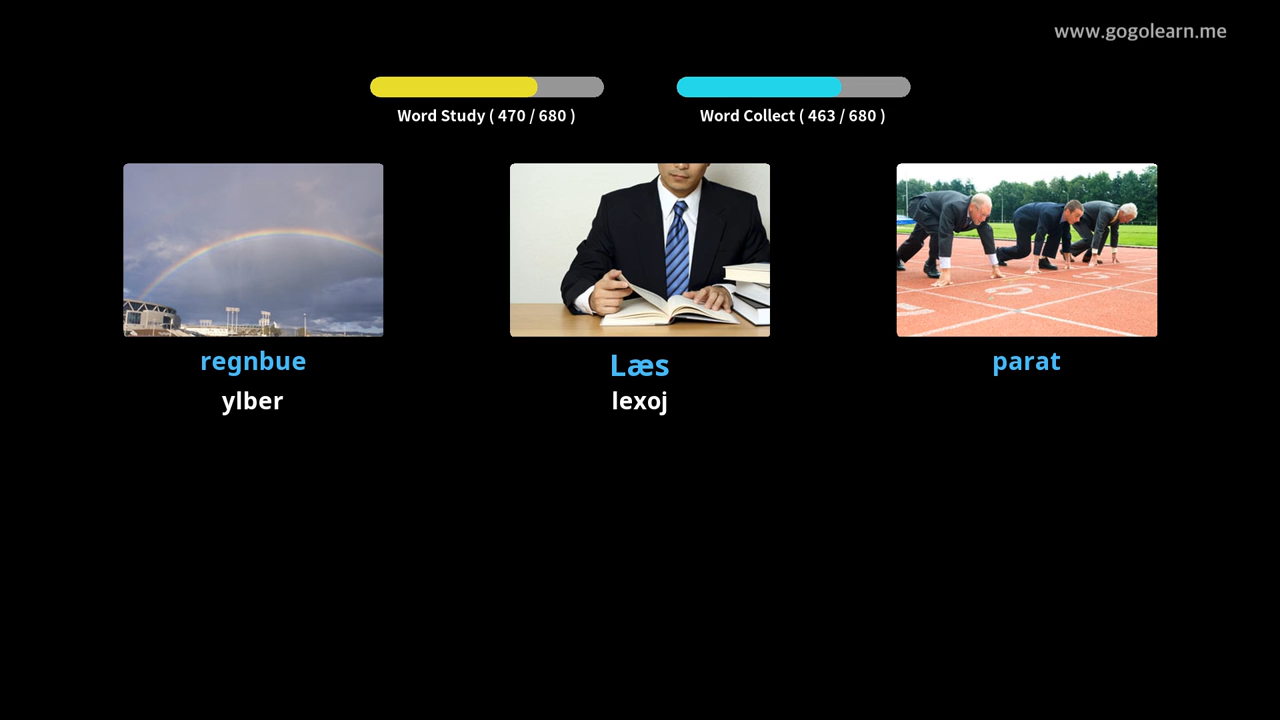 www.gogolearn.me
Word Study ( 470 / 680 )
Word Collect ( 463 / 680 )
regnbue
ylber
Læs
lexoj
parat